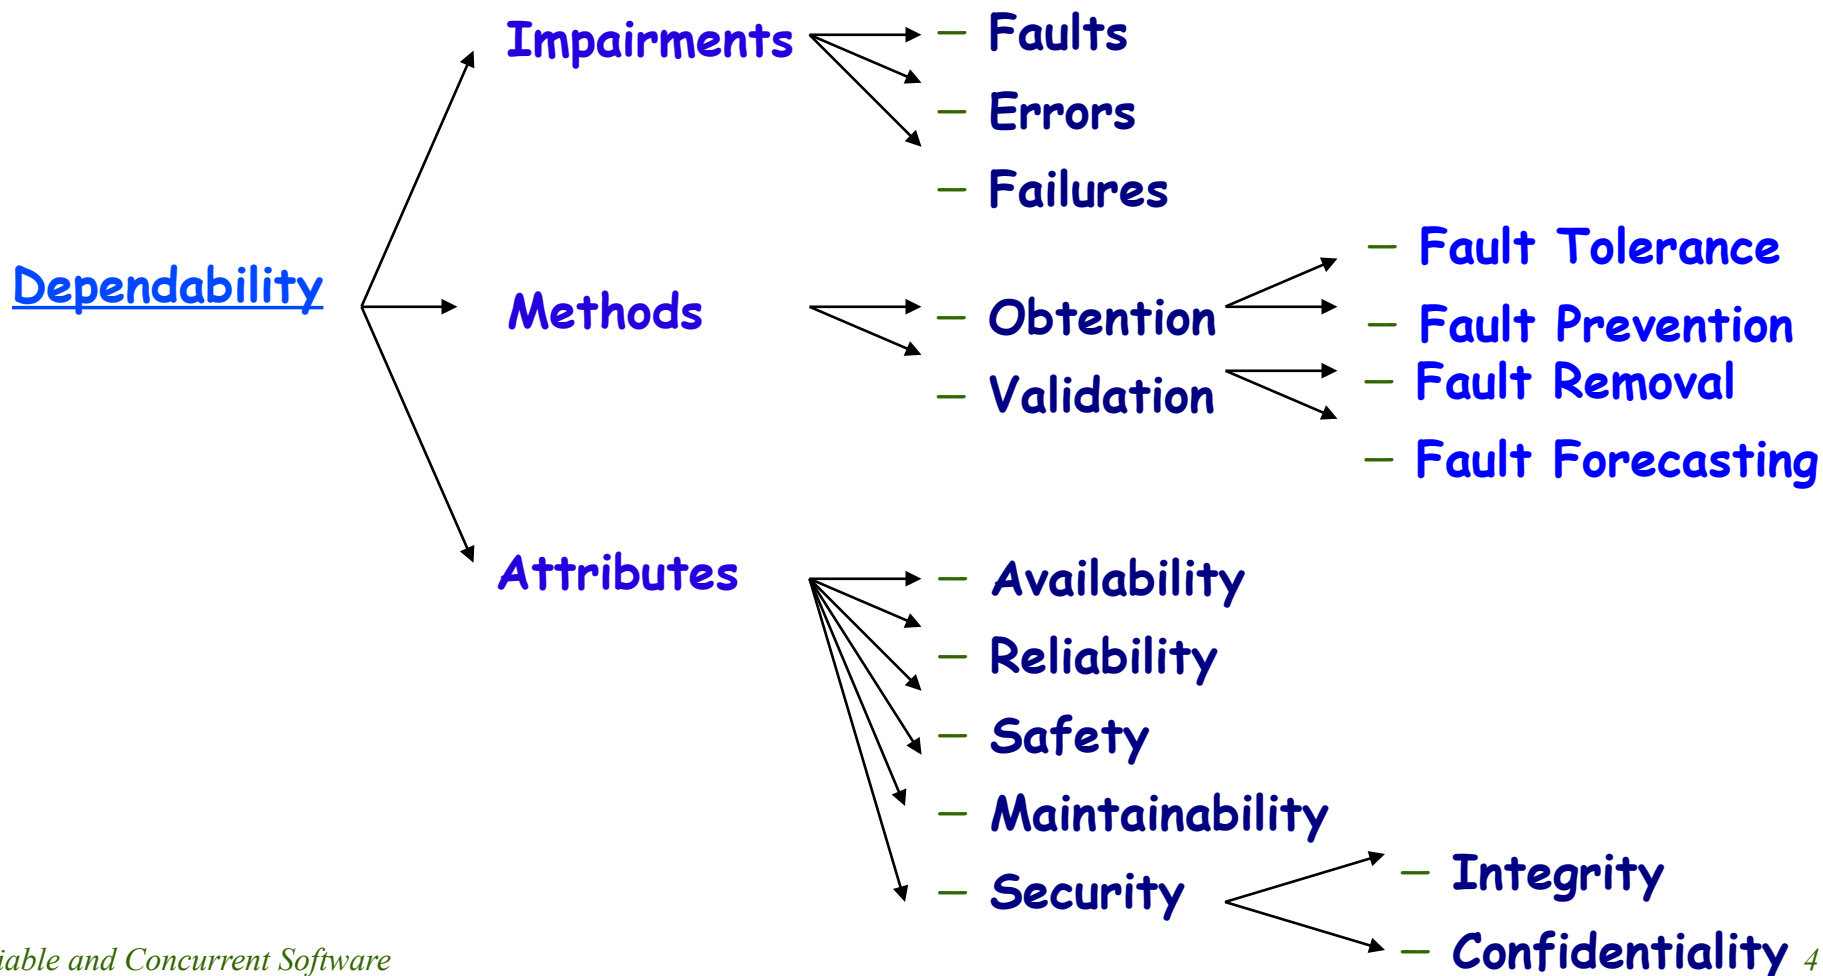 Impairments
– Faults
– Errors
– Failures
Dependability
Methods
– Obtention
– Validation
– Fault Tolerance
– Fault Prevention
– Fault Removal
– Fault Forecasting
Attributes
– Availability
– Reliability
– Safety
– Maintainability
– Security
– Integrity
– Confidentiality
and Concurrent Software
4